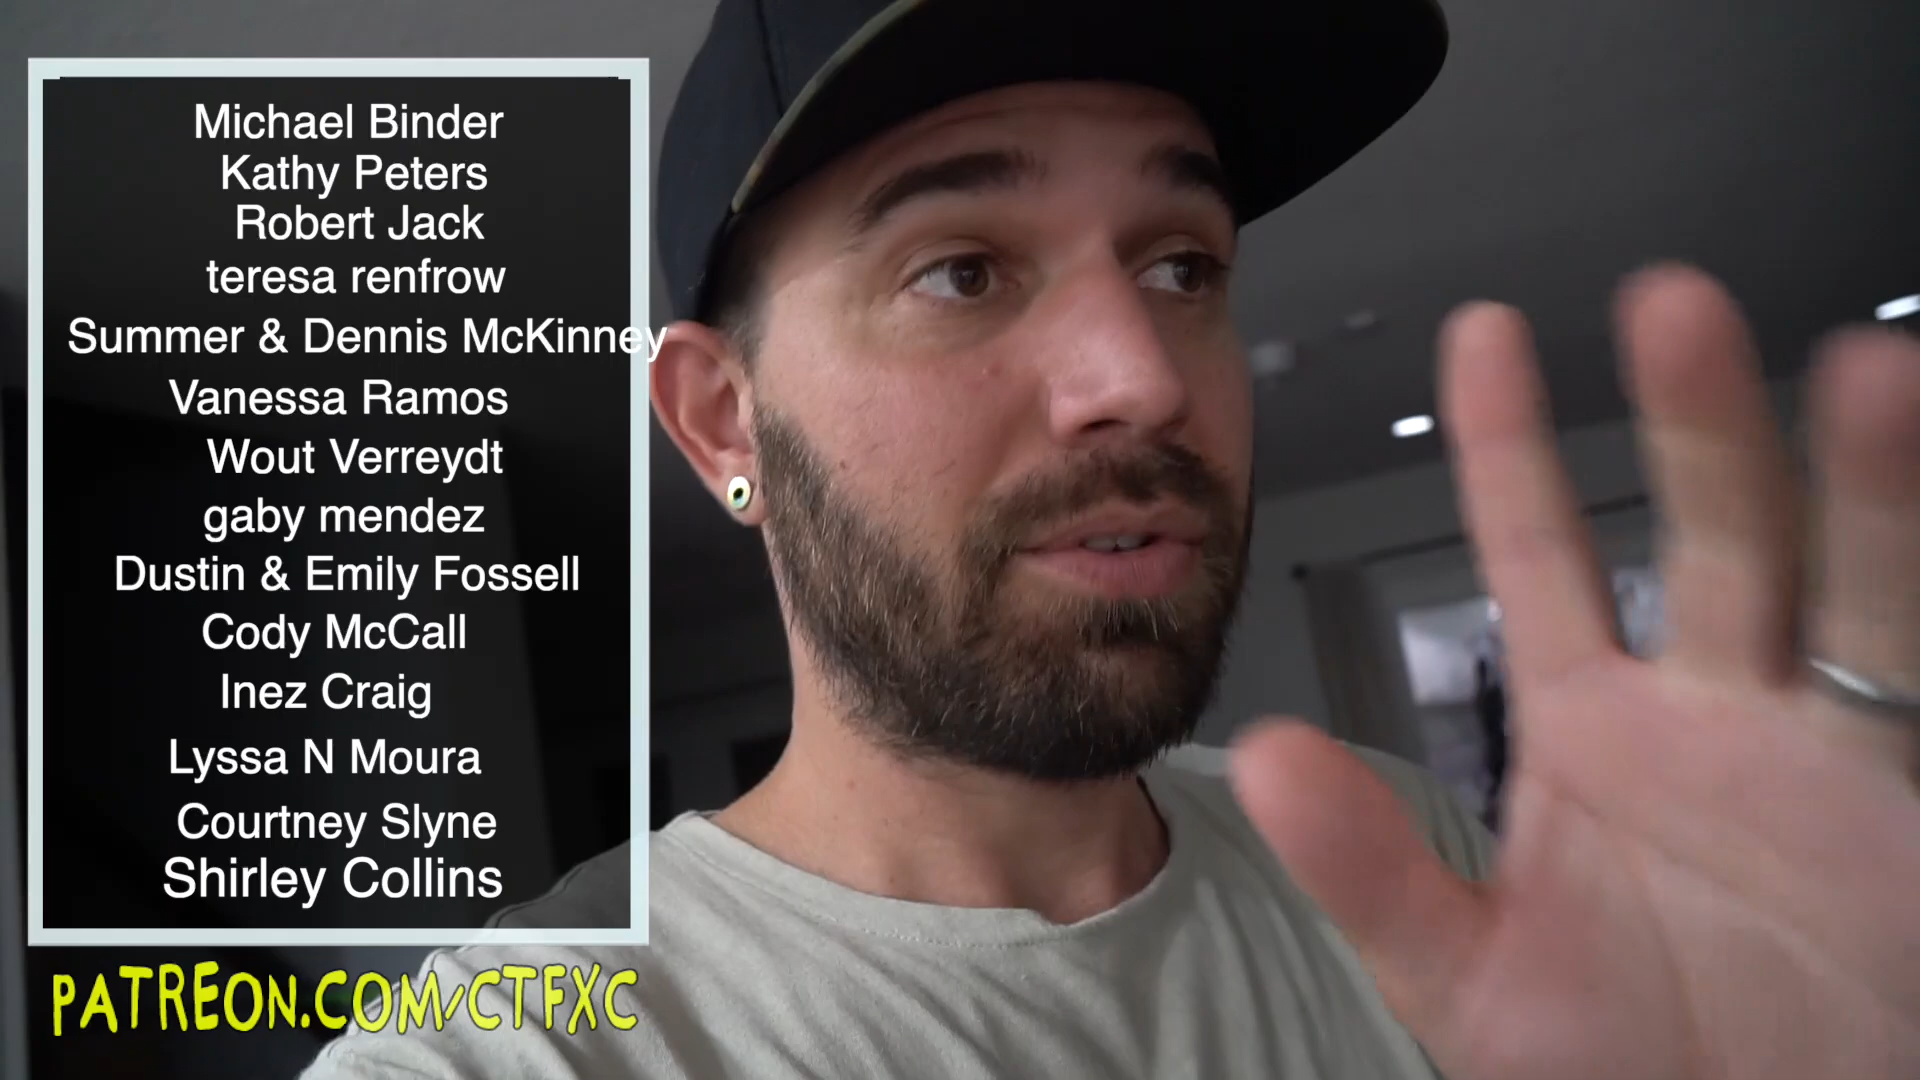 Michael Binder
Kathy Peters
Robert Jack
teresa renfrow
Summer & Dennis McKinney
Vanessa Ramos
Wout Verreydt
gaby mendez
Dustin & Emily Fossell
Cody McCall
Inez Craig
Lyssa N Moura
Courtney Slyne
Shirley Collins
PATREON.COM/CTFXC